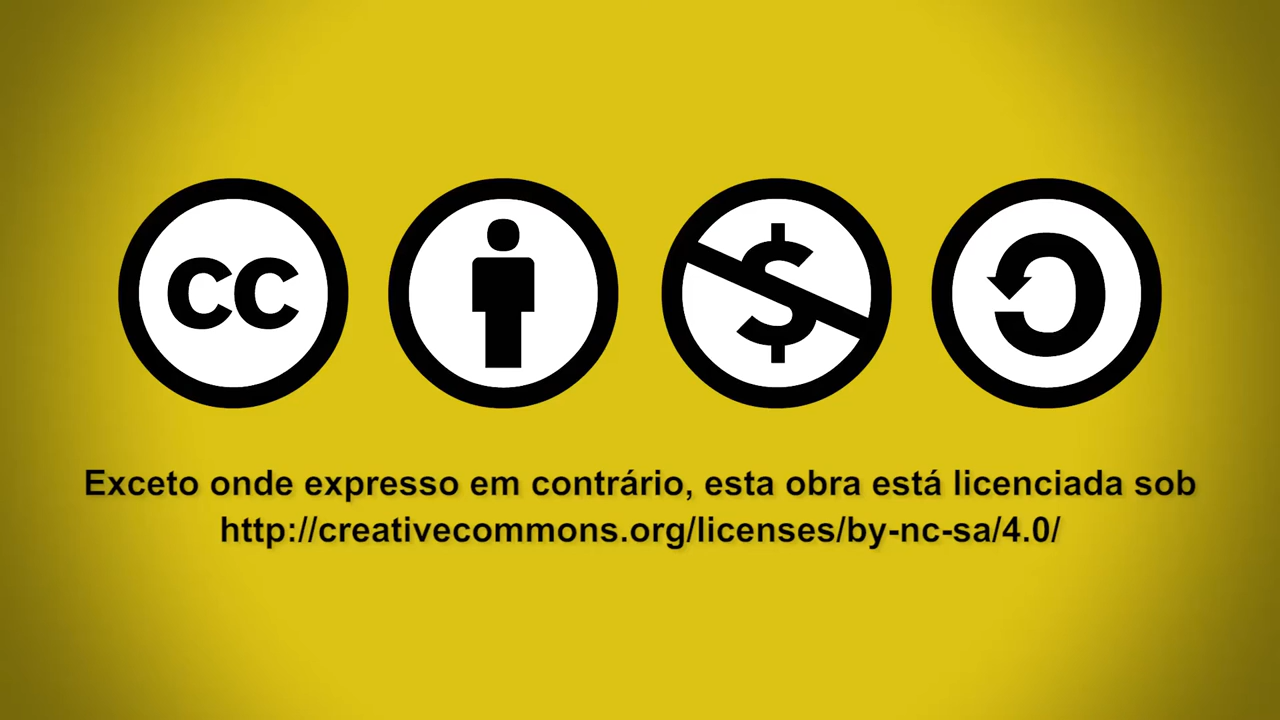 cc
Exceto onde expresso em contrário, esta obra está licenciada sob
http://creativecommons.org/licenses/by-nc-sa/4.0/